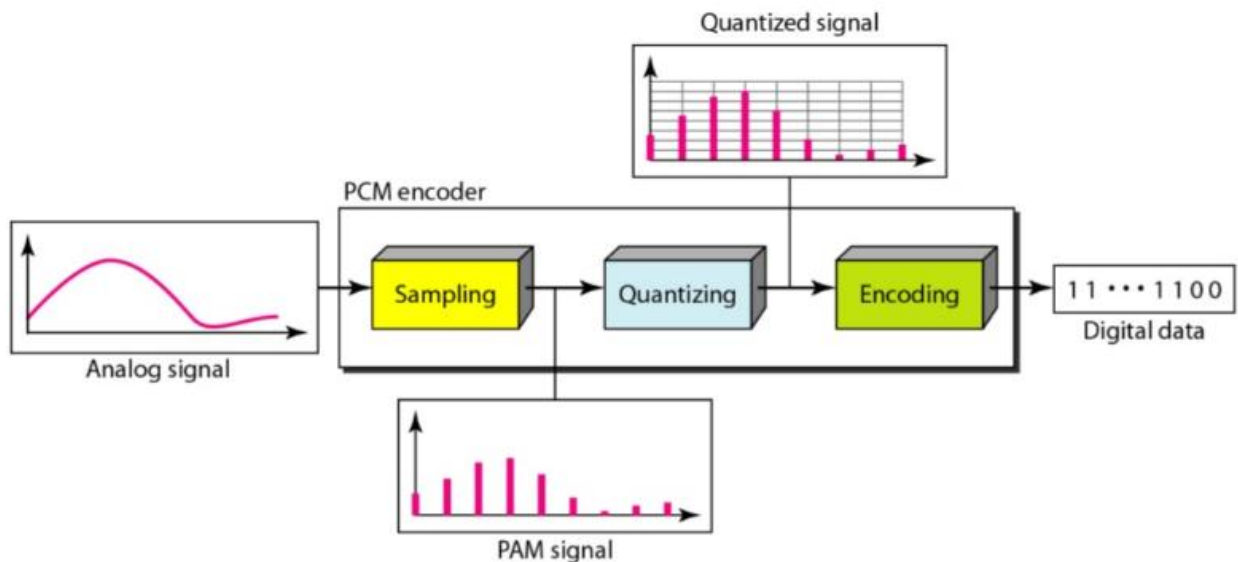 Quantized signal
PCM encoder
Sampling
Quantizing
Encoding
11 ··· 1100
Digital data
Analog signal
PAM signal